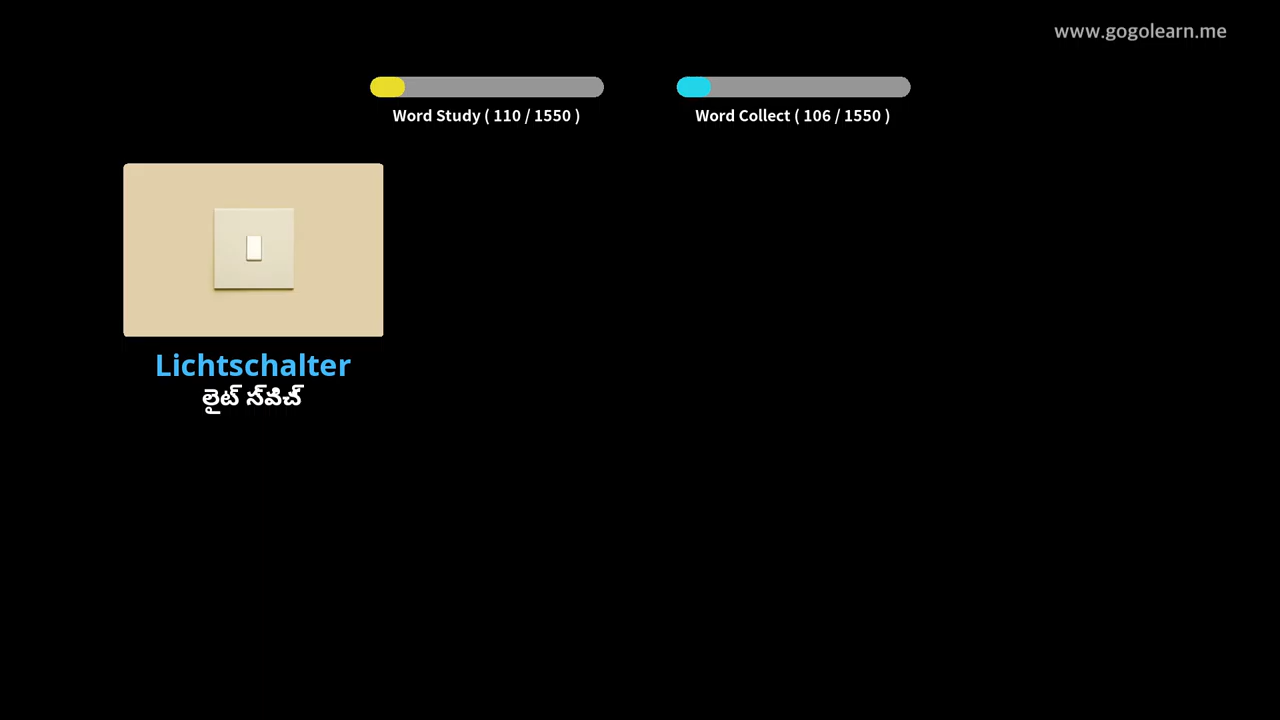 www.gogolearn.me
Word Study ( 110 / 1550 )
Word Collect ( 106 / 1550 )
Lichtschalter
లైట్ స్విచ్